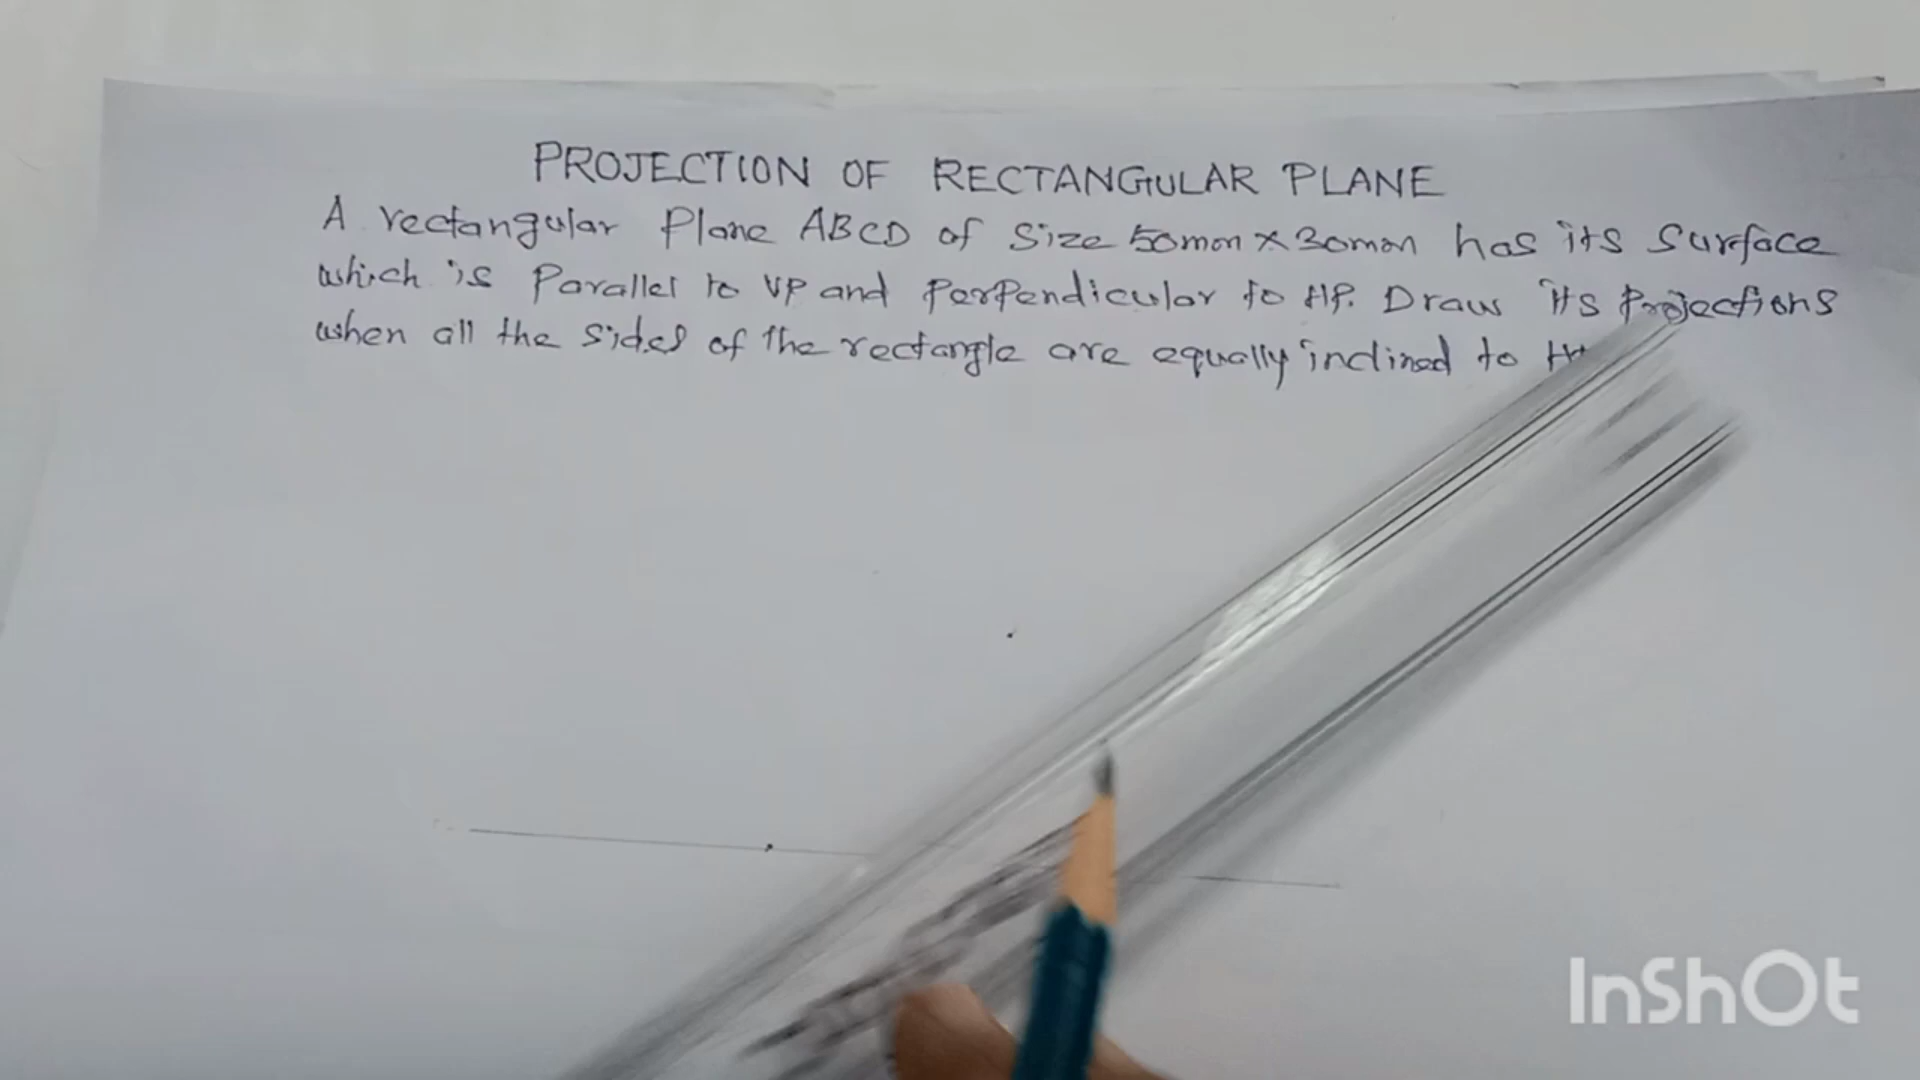 PROJECTION OF RECTANGULAR PLANE
A rectangular Plane ABCD of Size 50mm x 30mm has its Surface
which is Parallel to VP and Perpendicular to HP. Draw its Projections
when all the sides of the rectangle are equally inclined to
InShOt